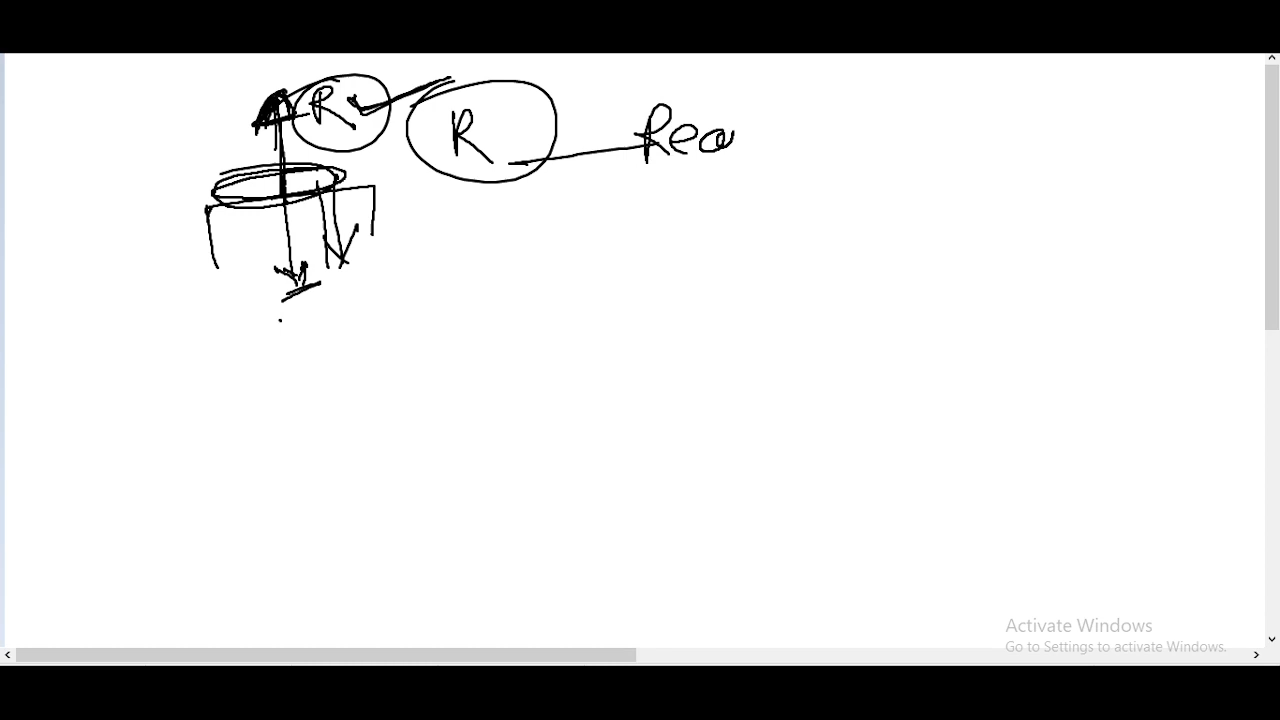 R
R
Rea
Activate Windows
Go to Settings to activate Windows.